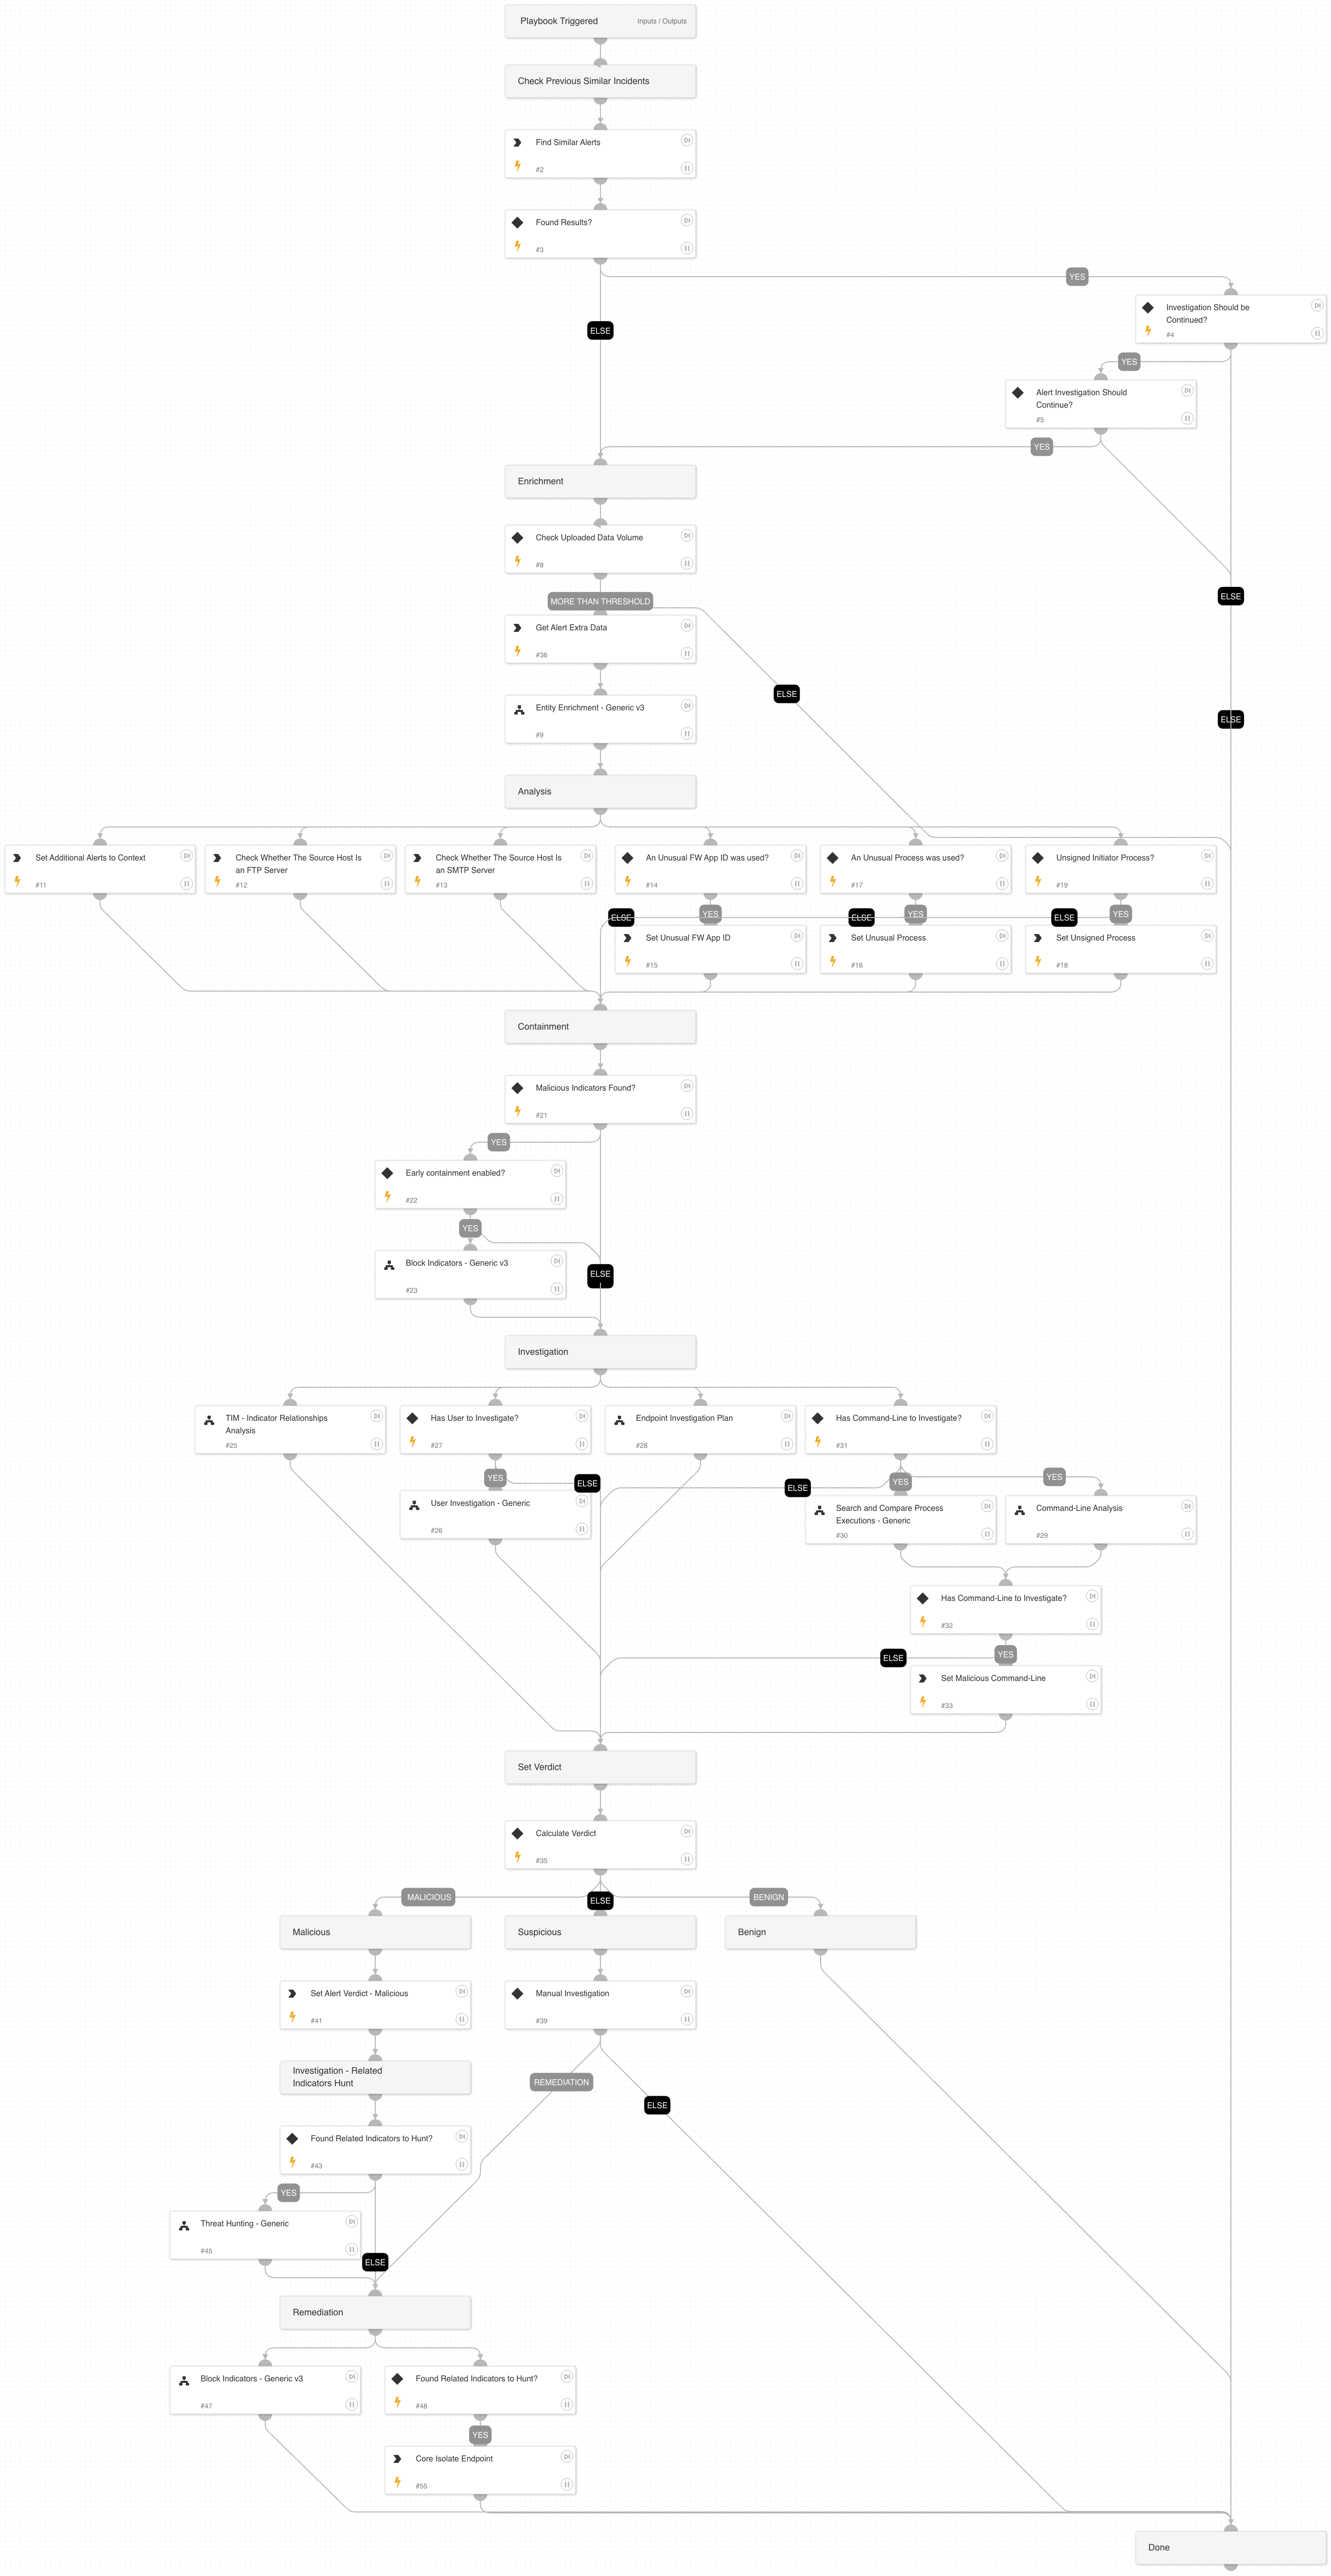 Playbook Triggered
Inputs / Outputs
Check Previous Similar Incidents
Find Similar Alerts
#2
Found Results?
#3
YES
Investigation Should be
Continued?
#4
ELSE
YES
Alert Investigation Should
Continue?
#5
YES
Enrichment
Check Uploaded Data Volume
#8
ELSE
MORE THAN THRESHOLD
Get Alert Extra Data
#36
ELSE
Entity Enrichment - Generic v3
#9
ELSE
Analysis
Set Additional Alerts to Context
#11
Check Whether The Source Host Is
an FTP Server
#12
Check Whether The Source Host Is
an SMTP Server
#13
An Unusual FW App ID was used?
#14
An Unusual Process was used?
#17
Unsigned Initiator Process?
#19
ELSE
YES
ELSE
YES
ELSE
YES
Set Unusual FW App ID
#15
Set Unusual Process
#16
Set Unsigned Process
#18
Containment
Malicious Indicators Found?
#21
YES
Early containment enabled?
#22
YES
Block Indicators - Generic v3
#23
ELSE
Investigation
TIM - Indicator Relationships
Analysis
#25
Has User to Investigate?
#27
Endpoint Investigation Plan
#28
Has Command-Line to Investigate?
#31
YES
ELSE
ELSE
YES
YES
User Investigation - Generic
#26
Search and Compare Process
Executions - Generic
#30
Command-Line Analysis
#29
Has Command-Line to Investigate?
#32
ELSE
YES
Set Malicious Command-Line
#33
Set Verdict
Calculate Verdict
#35
MALICIOUS
ELSE
BENIGN
Malicious
Suspicious
Benign
Set Alert Verdict - Malicious
#41
Manual Investigation
#39
Investigation - Related
Indicators Hunt
REMEDIATION
ELSE
Found Related Indicators to Hunt?
#43
YES
Threat Hunting - Generic
#45
ELSE
Remediation
Block Indicators - Generic v3
#47
Found Related Indicators to Hunt?
#48
YES
Core Isolate Endpoint
#55
Done